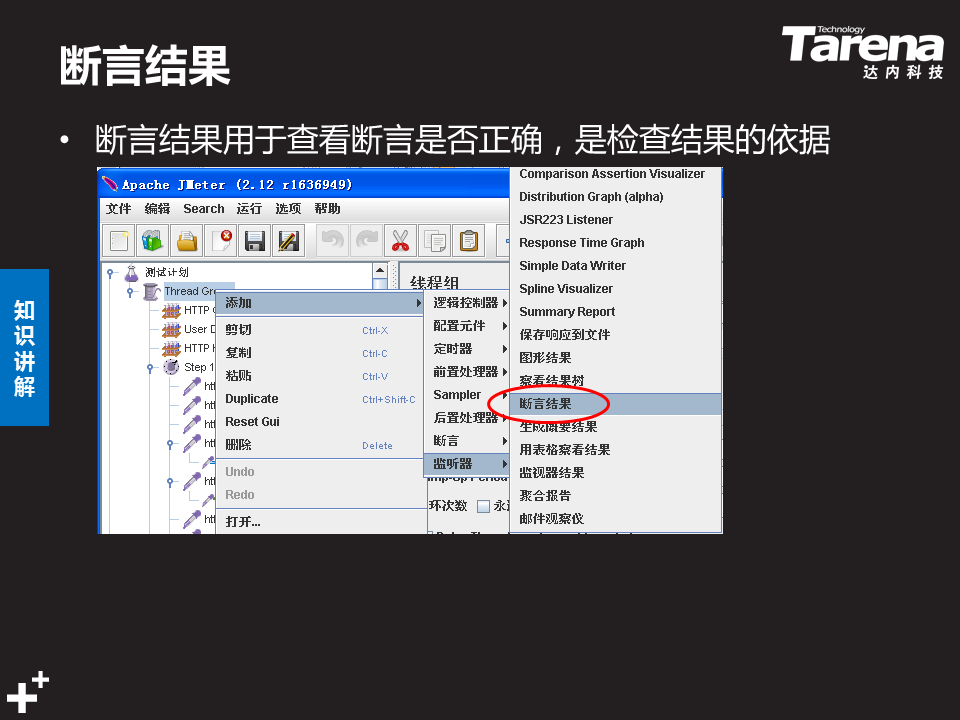 断言结果
Technology
Tarena
达内科技
• 断言结果用于查看断言是否正确，是检查结果的依据
知识讲解
Apache JMeter (2.12 r1636949)
文件 编辑 Search 运行 选项 帮助
测试计划
Thread Gr
HTTP
User D
HTTP
Step 1
线程组
添加
剪切 Ctrl-X
复制 Ctrl-C
粘贴 Ctrl-V
Duplicate Ctrl+Shift-C
Reset Gui
删除 Delete
Undo
Redo
打开...
逻辑控制器
配置元件
定时器
前置处理器
Sampler
后置处理器
断言
监听器
环次数
Comparison Assertion Visualizer
Distribution Graph (alpha)
JSR223 Listener
Response Time Graph
Simple Data Writer
Spline Visualizer
Summary Report
保存响应到文件
图形结果
察看结果树
断言结果
生成概要结果
用表格察看结果
监视器结果
聚合报告
邮件观察仪